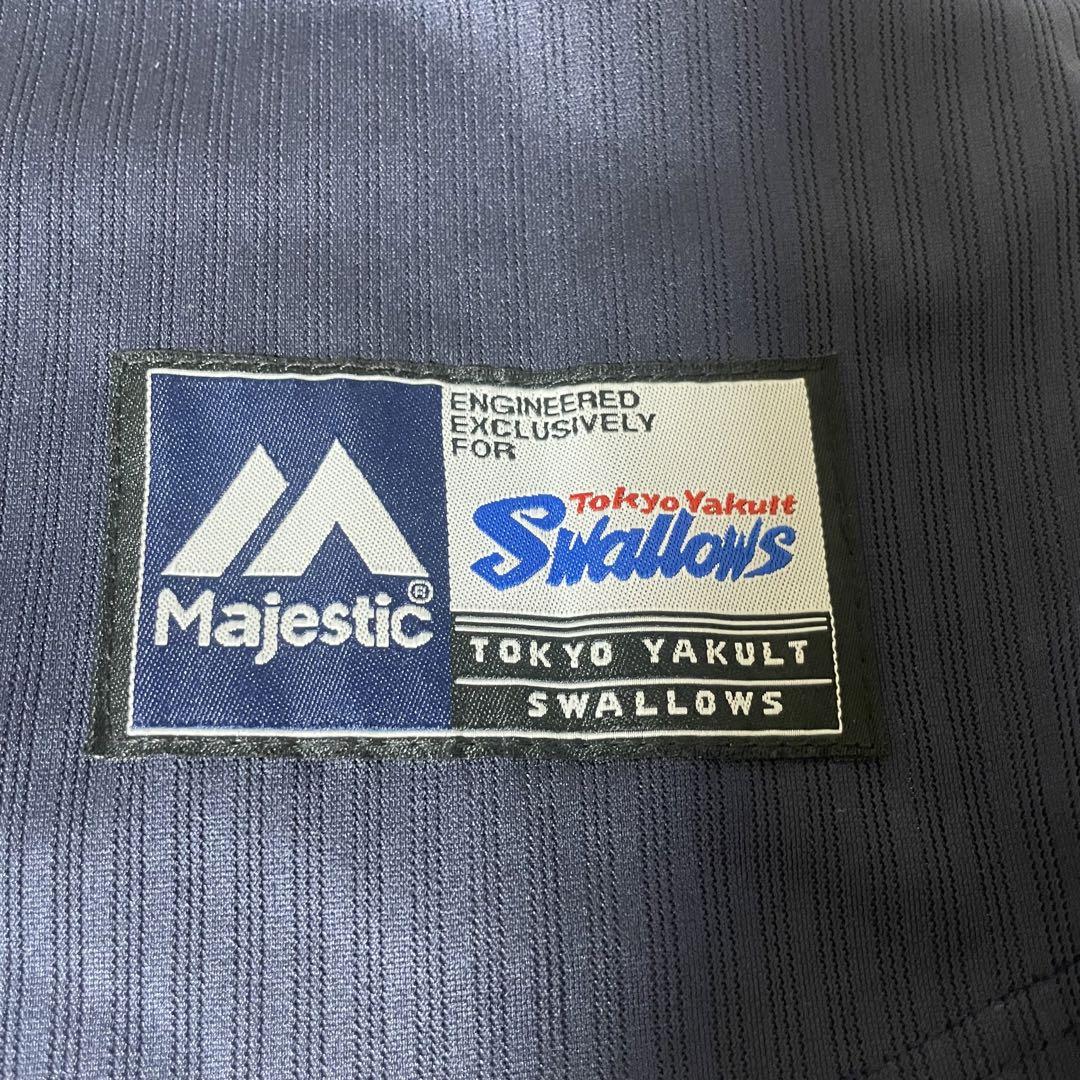 ENGINEERED
EXCLUSIVELY
FOR
Tokyo Yakult
Swallows
Majestic®
TOKYO YAKULT
SWALLOWS